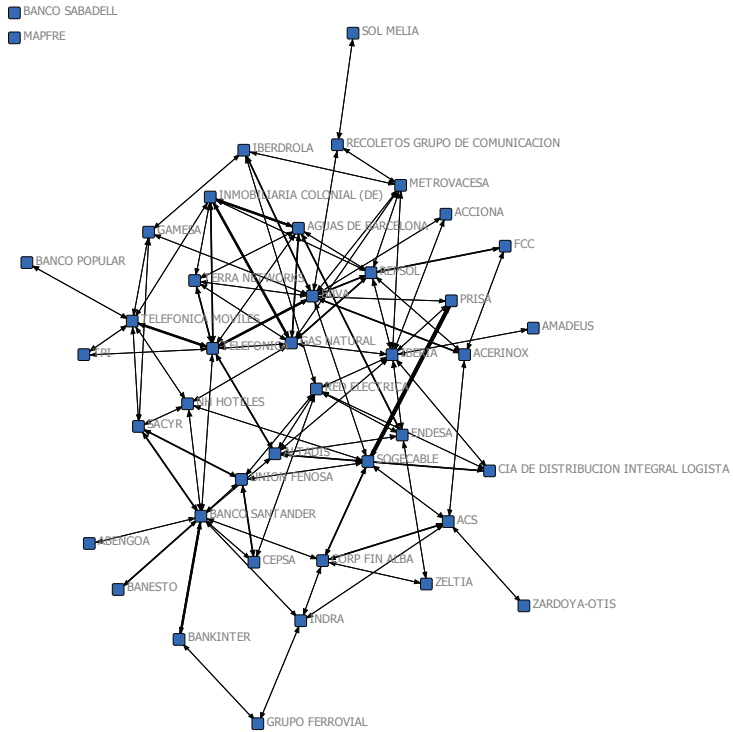 BANCO SABADELL
SOL MELIA
MAPFRE
RECOLETOS GRUPO DE COMUNICACION
IBERDROLA
METROVACESA
INMOBILIARIA COLONIAL (DE)
ACCIONA
AGUAS DE BARCELONA
GAMESA
FCC
BANCO POPULAR
REPSOL
TERRA NETWORKS
BBVA
PRISA
TELEFONICA MOVILES
AMADEUS
GAS NATURAL
TELEFONICA
TPI
IBERIA
ACERINOX
RED ELECTRICA
NH HOTELES
SACYR
ENDESA
ALTADIS
SOGECABLE
CIA DE DISTRIBUCION INTEGRAL LOGISTA
UNION FENOSA
BANCO SANTANDER
ACS
ABENGOA
CORP FIN ALBA
CEPSA
ZELTIA
BANESTO
ZARDOYA-OTIS
INDRA
BANKINTER
GRUPO FERROVIAL